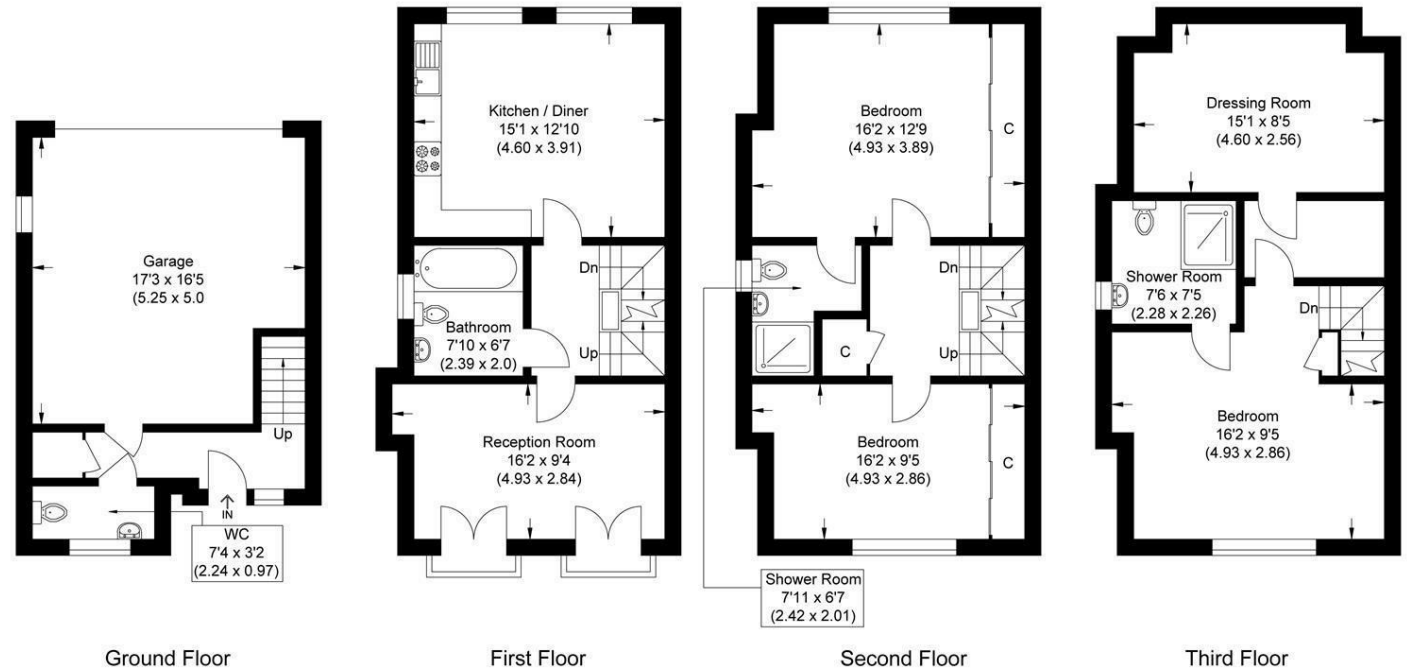 Garage
17'3 x 16'5
(5.25 x 5.0
Up
IN
WC
7'4 x 3'2
(2.24 x 0.97)
Ground Floor
Kitchen / Diner
15'1 x 12'10
(4.60 x 3.91)
Dn
Bathroom
7'10 x 6'7
(2.39 x 2.0)
Up
Reception Room
16'2 x 9'4
(4.93 x 2.84)
First Floor
Bedroom
16'2 x 12'9
(4.93 x 3.89)
C
Dn
Up
C
Bedroom
16'2 x 9'5
(4.93 x 2.86)
C
Shower Room
7'11 x 6'7
(2.42 x 2.01)
Second Floor
Dressing Room
15'1 x 8'5
(4.60 x 2.56)
Shower Room
7'6 x 7'5
(2.28 x 2.26)
Dn
Bedroom
16'2 x 9'5
(4.93 x 2.86)
Third Floor